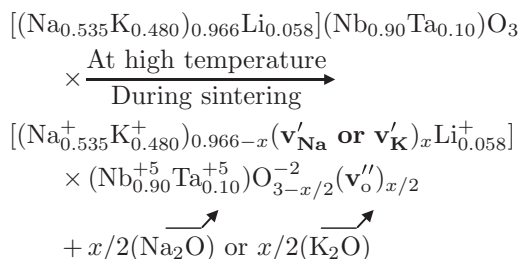 [(Na0.535K0.480)0.966Li0.058](Nb0.90Ta0.10)O3
× At high temperature
During sintering
[(Na+0.535K+0.480)0.966−x(v′Na or v′K)xLi+0.058]
× (Nb+50.90Ta+50.10)O−23−x/2(v″o)x/2
+ x/2(Na2O) or x/2(K2O)